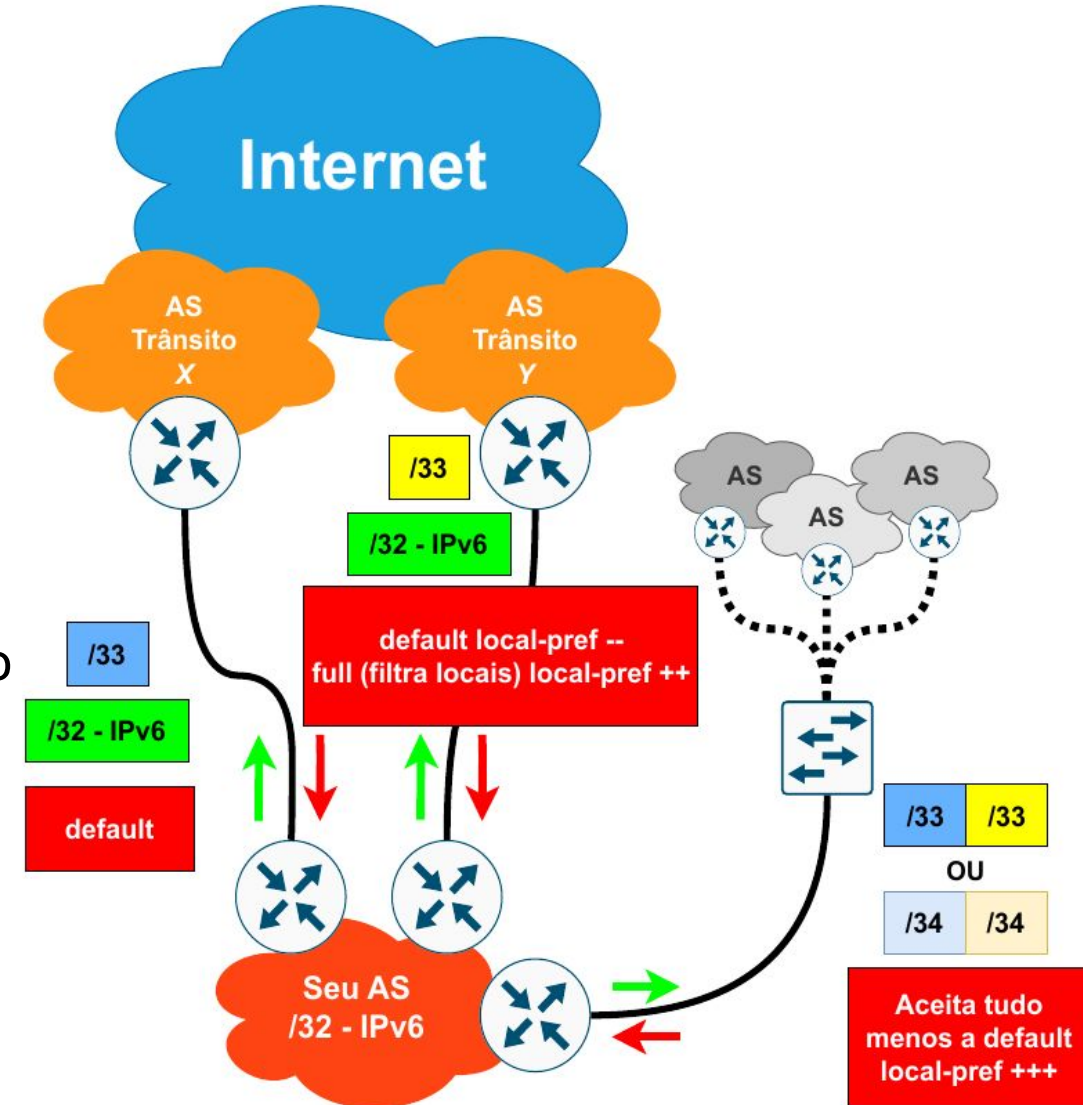 Internet
AS
Trânsito
X
AS
Trânsito
Y
/33
/32 - IPv6
default local-pref --
full (filtra locais) local-pref ++
AS
AS
AS
o
/33
/32 - IPv6
default
/33 /33
OU
/34 /34
Aceita tudo
menos a default
local-pref +++
Seu AS
/32 - IPv6